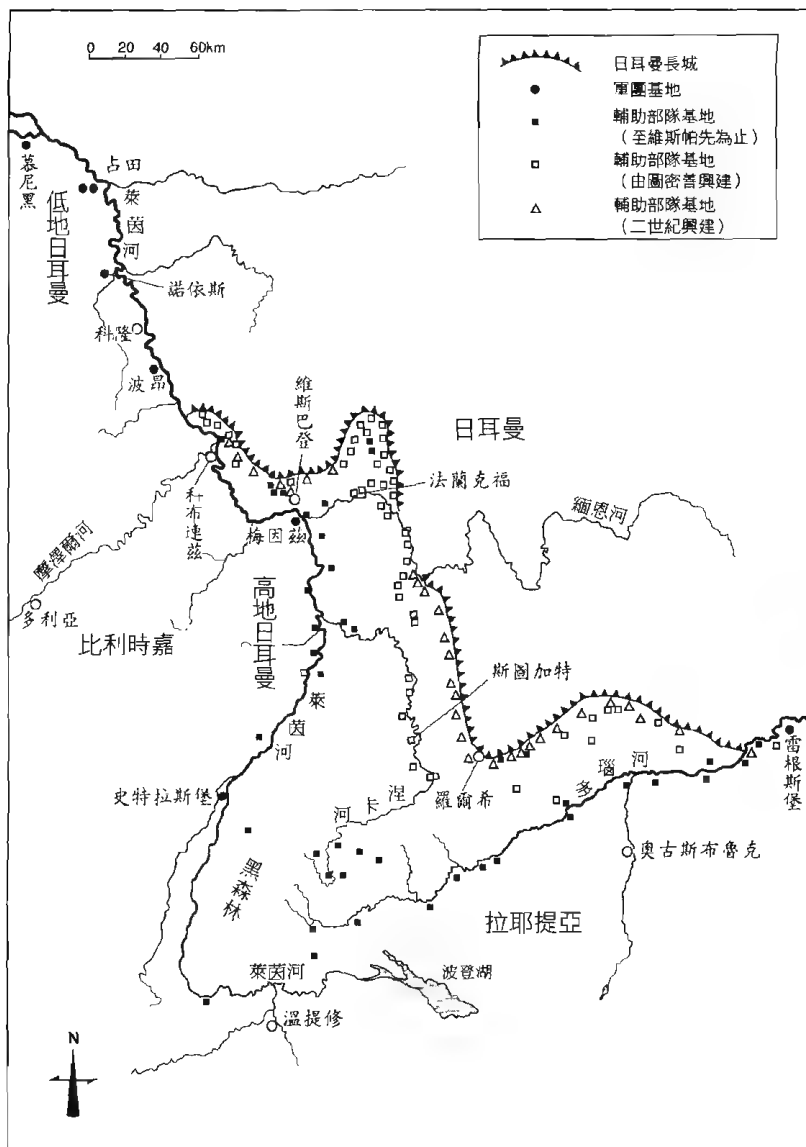 0 20 40 60km
日耳曼長城
軍團基地
輔助部隊基地
（至維斯帕先為止）
輔助部隊基地
（由圖密善興建）
輔助部隊基地
（二世紀興建）
慕尼黑
占田
萊茵河
低地日耳曼
諾依斯
科隆
波昂
維斯巴登
日耳曼
法蘭克福
緬恩河
科布連茲
摩澤爾河
梅因茲
多利亞
比利時嘉
高地日耳曼
萊茵河
斯圖加特
雷根斯堡
羅爾希
多瑙河
史特拉斯堡
河卡涅
奧古斯布魯克
黑森林
拉耶提亞
萊茵河
波登湖
溫提修
N